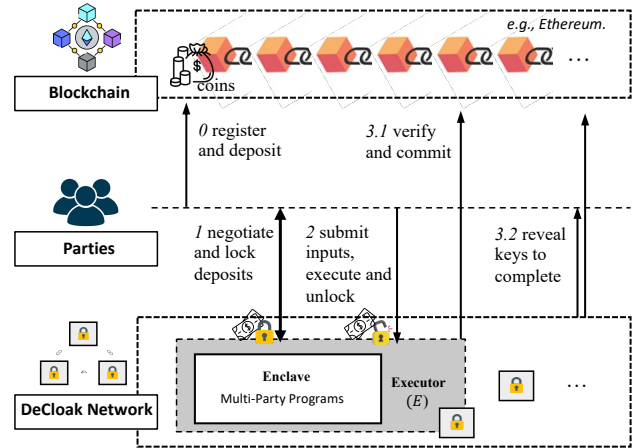 e.g., Ethereum.
$
coins
...
Blockchain
0 register
and deposit
3.1 verify
and commit
Parties
1 negotiate
and lock
deposits
2 submit
inputs,
execute and
unlock
3.2 reveal
keys to
complete
Enclave
Multi-Party Programs
Executor
(E)
...
DeCloak Network